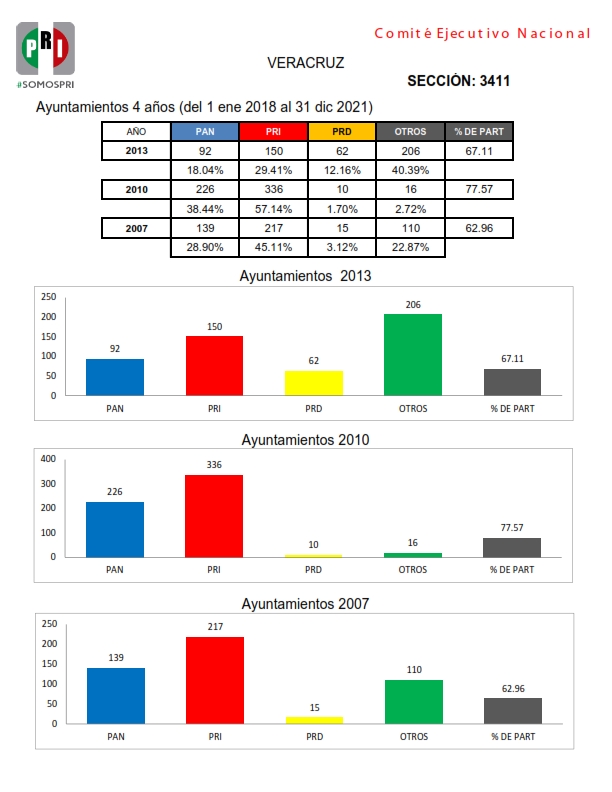 Comité Ejecutivo Nacional
PRI
#SOMOSPRI
VERACRUZ
SECCIÓN: 3411
Ayuntamientos 4 años (del 1 ene 2018 al 31 dic 2021)
AÑO PAN PRI PRD OTROS % DE PART
2013 92 150 62 206 67.11
18.04% 29.41% 12.16% 40.39%
2010 226 336 10 16 77.57
38.44% 57.14% 1.70% 2.72%
2007 139 217 15 110 62.96
28.90% 45.11% 3.12% 22.87%
Ayuntamientos 2013
250
200
150
100
50
0
92 150 62 206 67.11
PAN PRI PRD OTROS % DE PART
Ayuntamientos 2010
400
300
200
100
0
226 336 10 16 77.57
PAN PRI PRD OTROS % DE PART
Ayuntamientos 2007
250
200
150
100
50
0
139 217 15 110 62.96
PAN PRI PRD OTROS % DE PART